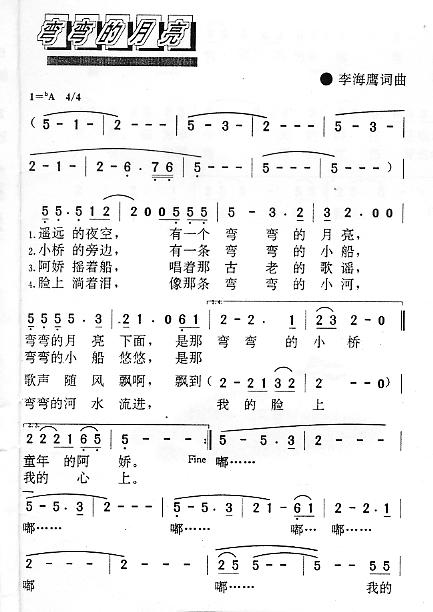 弯弯的月亮
●李海鹰词曲
1=♭A 4/4
(5-1-|2---|5-3-|2---|5-1-|2---|5-3-|
2-1-|2-2·6·76|5---|5---|5---|5---)|
55·512|200555|5-3·2|32·00|
1.遥远的夜空， 有一个弯弯的月亮，
2.小桥的旁边， 有一条弯弯的小船，
3.阿娇摇着船， 唱着那古老的歌谣，
4.脸上淌着泪， 像那条弯弯的小河，
5555·3|·21·061|2-2·1|232-0‖
弯弯的月亮下面，是那弯弯的小桥
弯弯的小船悠悠，是那
歌声随风飘啊，飘到(2-2132|2--0)
弯弯的河水流进， 我的脸上
222165|5---:‖5---|5-5·3|
童年的阿娇。 Fine 嘟……
我的心上。
5-5·3|2---|2-5·3|2-2·1|
嘟…… 嘟…… 嘟…… 嘟……
2---|2---|255--|5-55|
嘟 嘟…… 我的